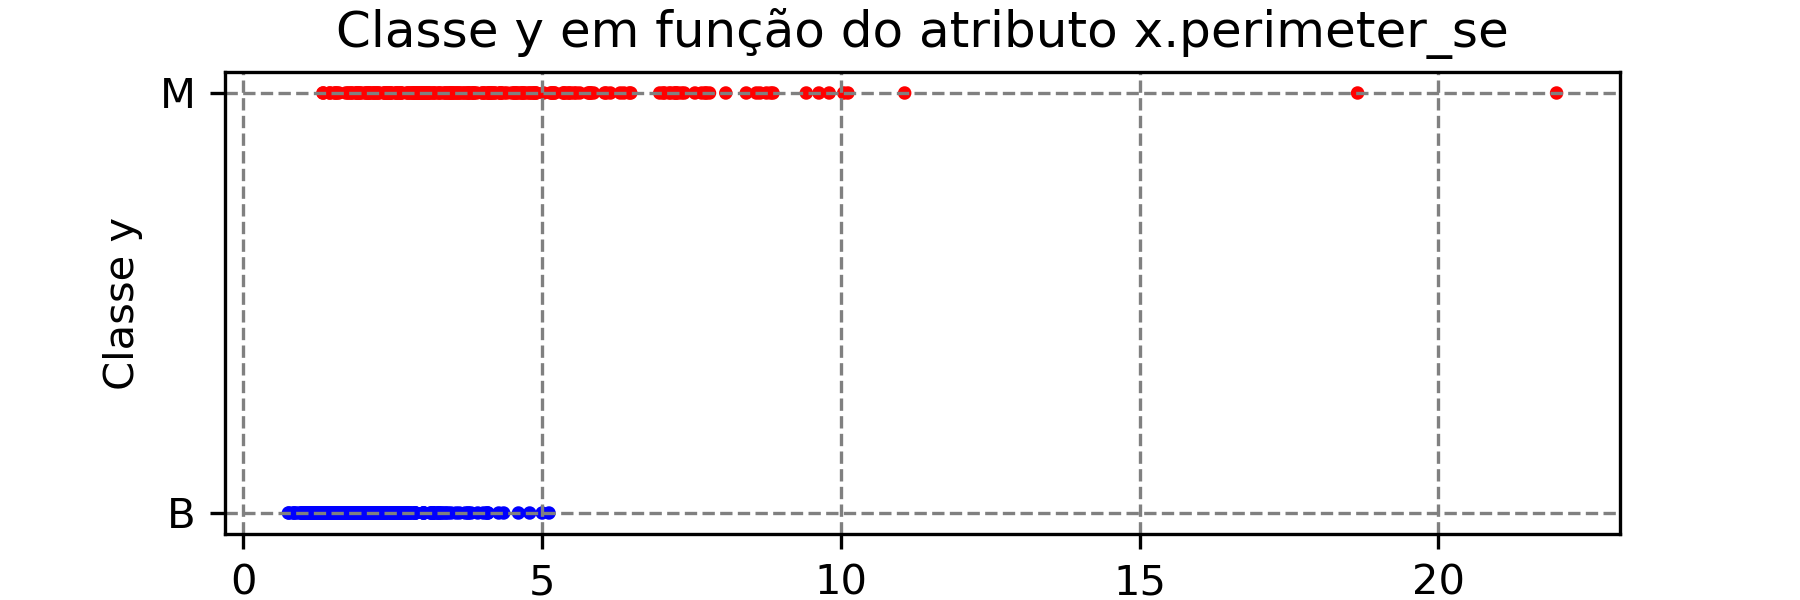 Classe y em função do atributo x.perimeter_se
M
Classe y
B
0 5 10 15 20